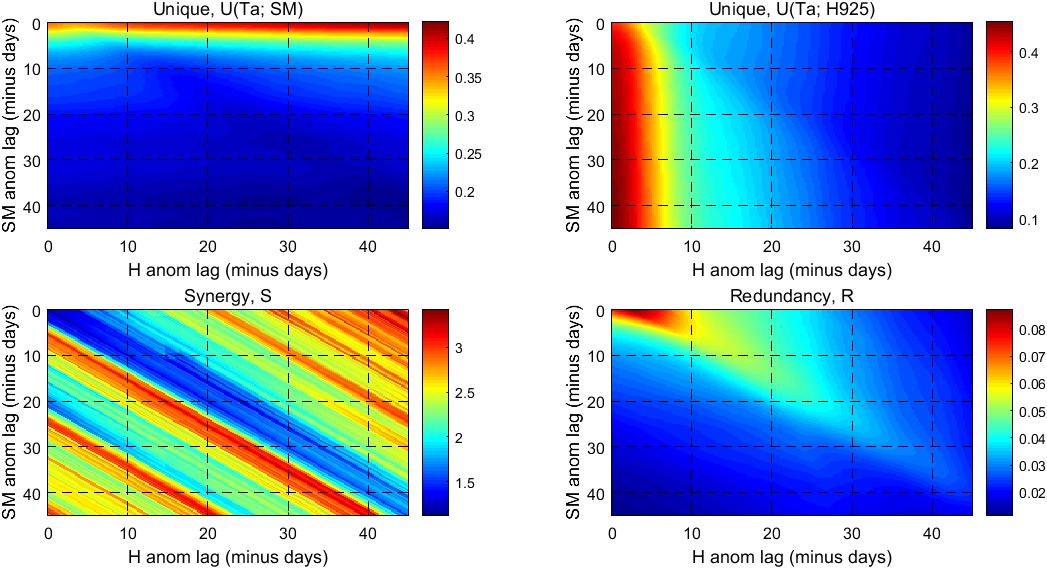 Unique, U(Ta; SM)
SM anom lag (minus days)
0
10
20
30
40
0 10 20 30 40
H anom lag (minus days)
0.4
0.35
0.3
0.25
0.2
Unique, U(Ta; H925)
SM anom lag (minus days)
0
10
20
30
40
0 10 20 30 40
H anom lag (minus days)
0.4
0.3
0.2
0.1
Synergy, S
SM anom lag (minus days)
0
10
20
30
40
0 10 20 30 40
H anom lag (minus days)
3
2.5
2
1.5
Redundancy, R
SM anom lag (minus days)
0
10
20
30
40
0 10 20 30 40
H anom lag (minus days)
0.08
0.07
0.06
0.05
0.04
0.03
0.02